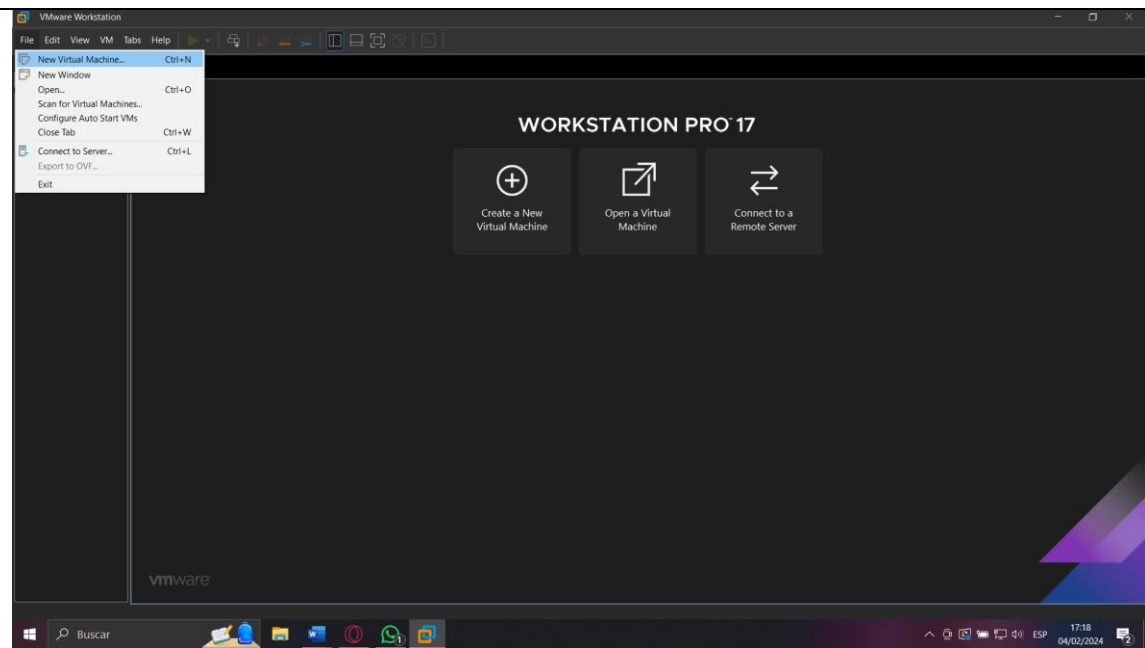 VMware Workstation
File Edit View VM Tabs Help
New Virtual Machine... Ctrl+N
New Window
Open... Ctrl+O
Scan for Virtual Machines...
Configure Auto Start VMs
Close Tab Ctrl+W
Connect to Server... Ctrl+L
Export to OVF...
Exit
WORKSTATION PRO™ 17
Create a New Open a Virtual Connect to a
Virtual Machine Machine Remote Server
vmware
Buscar
ESP 17:18
04/02/2024 2